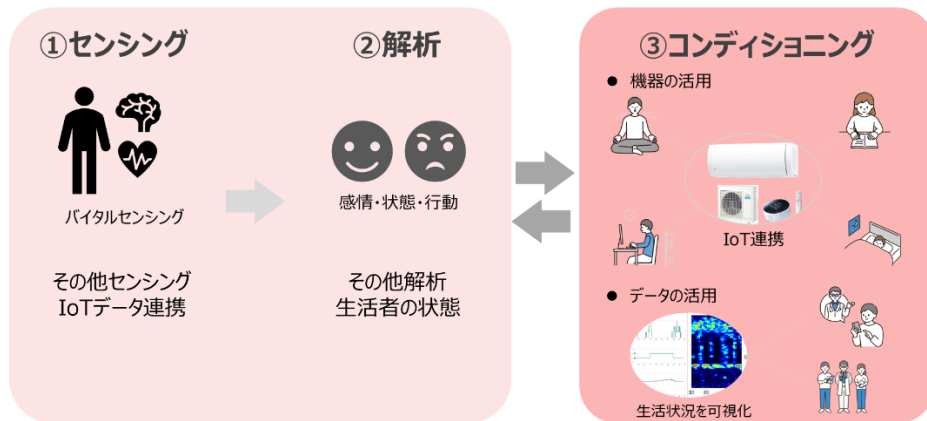 ①センシング
バイタルセンシング
その他センシング
IoTデータ連携
②解析
感情・状態・行動
その他解析
生活者の状態
③コンディショニング
● 機器の活用
IoT連携
● データの活用
生活状況を可視化